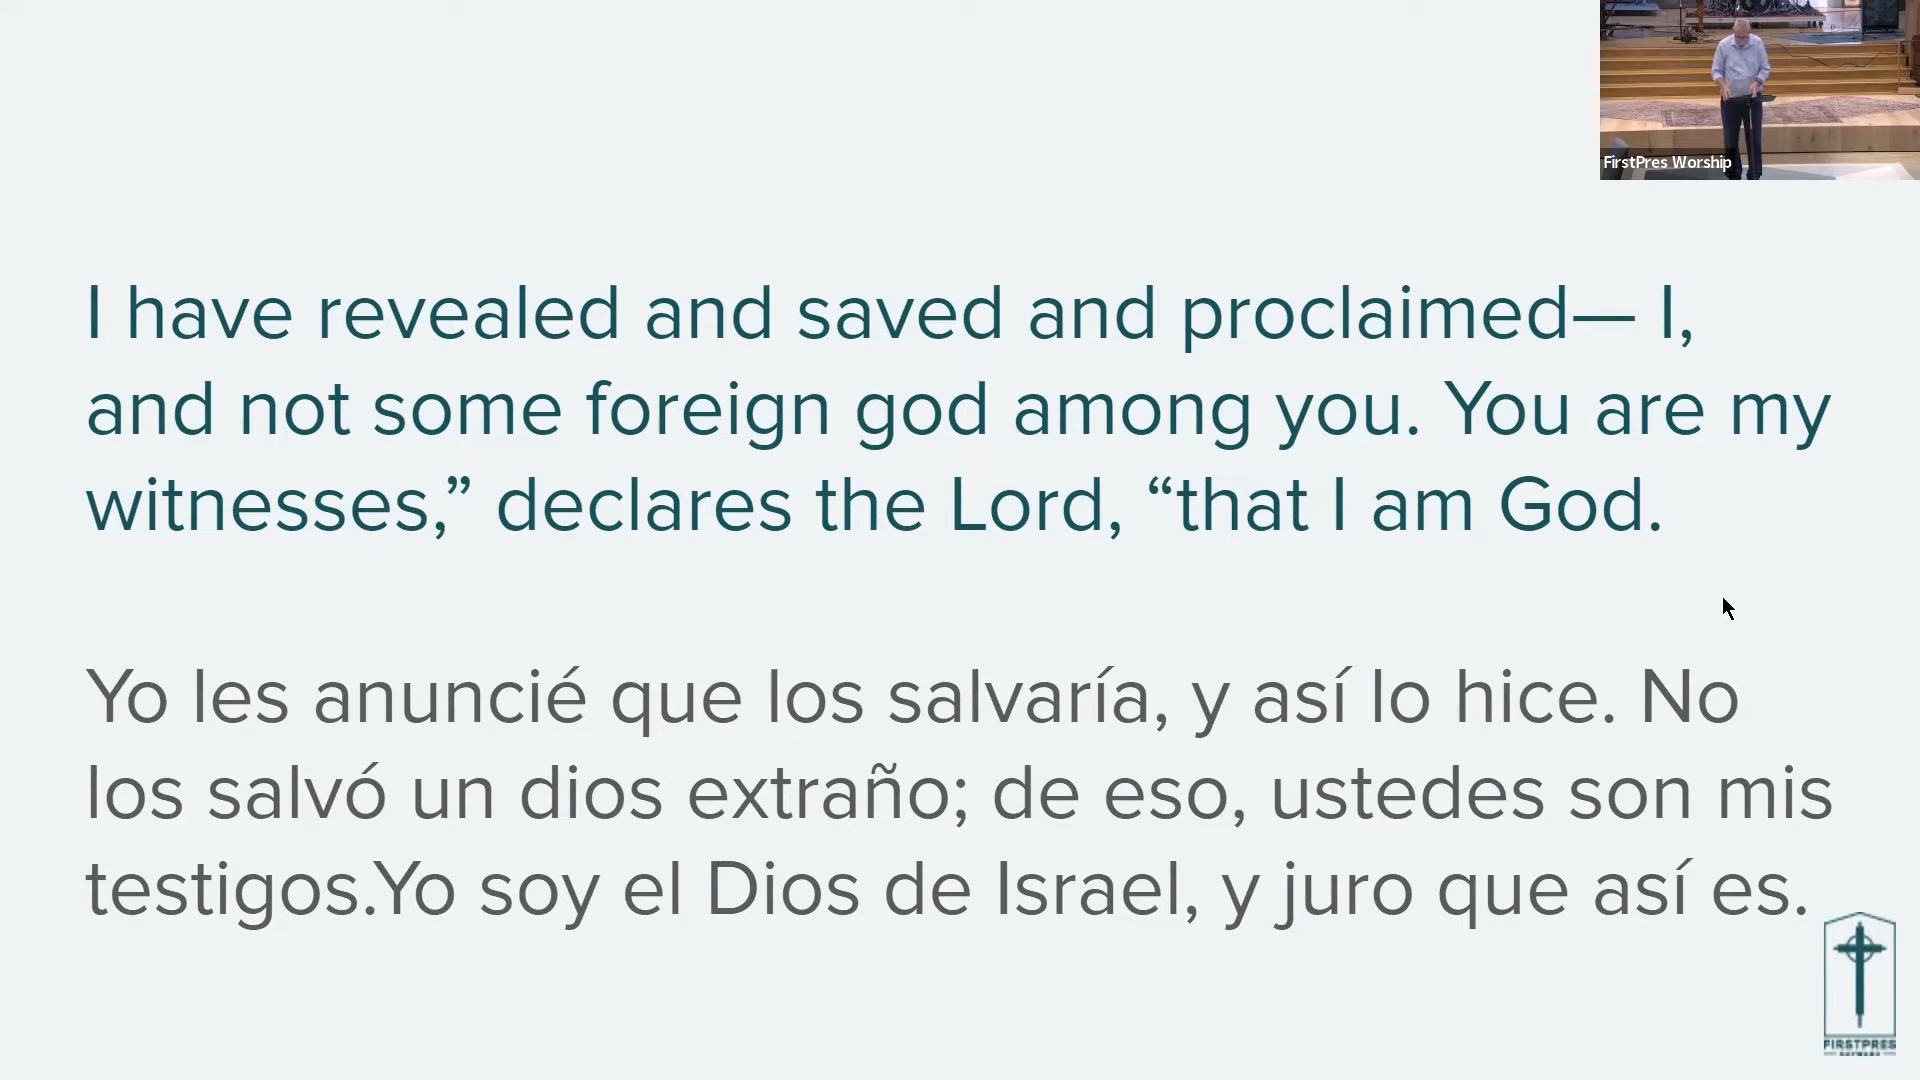 FirstPres Worship
I have revealed and saved and proclaimed— I,
and not some foreign god among you. You are my
witnesses,” declares the Lord, “that I am God.
Yo les anuncié que los salvaría, y así lo hice. No
los salvó un dios extraño; de eso, ustedes son mis
testigos.Yo soy el Dios de Israel, y juro que así es.
FIRSTPRES